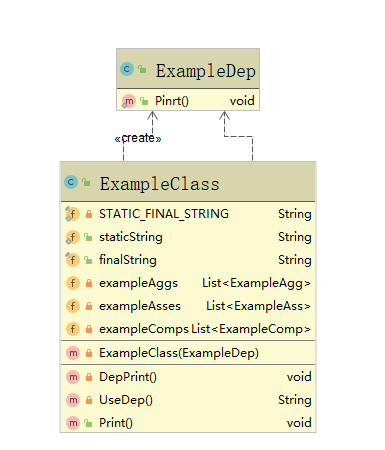 ExampleDep
Pinrt() void
«create»
ExampleClass
STATIC_FINAL_STRING String
staticString String
finalString String
exampleAggs List<ExampleAgg>
exampleAsses List<ExampleAss>
exampleComps List<ExampleComp>
ExampleClass(ExampleDep)
DepPrint() void
UseDep() String
Print() void